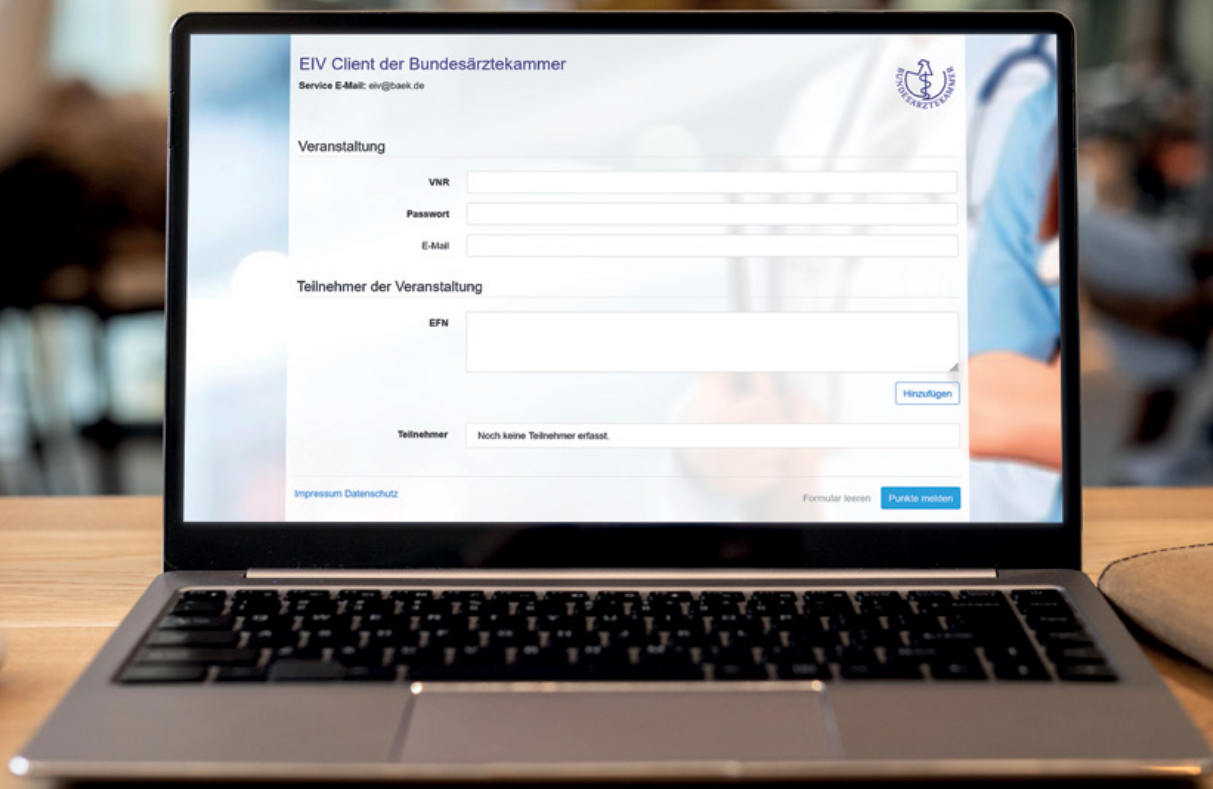 EIV Client der Bundesärztekammer
Service E-Mail: eiv@baek.de
BUNDESÄRZTEKAMMER
Veranstaltung
VNR
Passwort
E-Mail
Teilnehmer der Veranstaltung
EFN
Hinzufügen
Teilnehmer Noch keine Teilnehmer erfasst.
Impressum Datenschutz Formular leeren Punkte melden